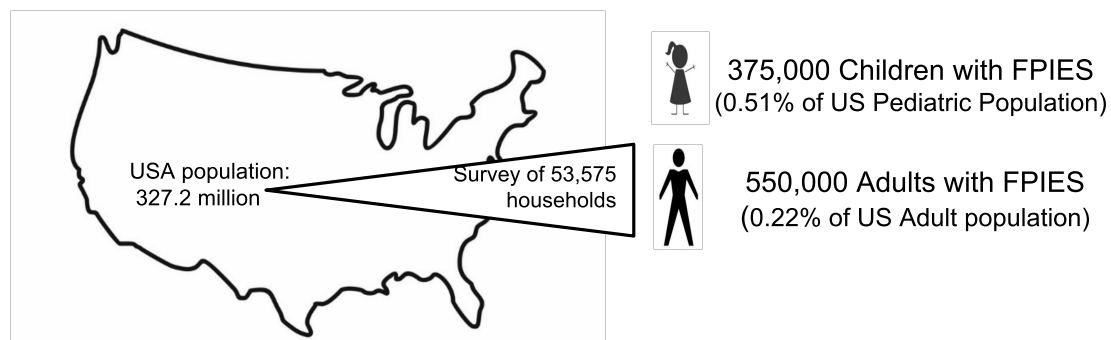 USA population:
327.2 million
Survey of 53,575
households
375,000 Children with FPIES
(0.51% of US Pediatric Population)
550,000 Adults with FPIES
(0.22% of US Adult population)